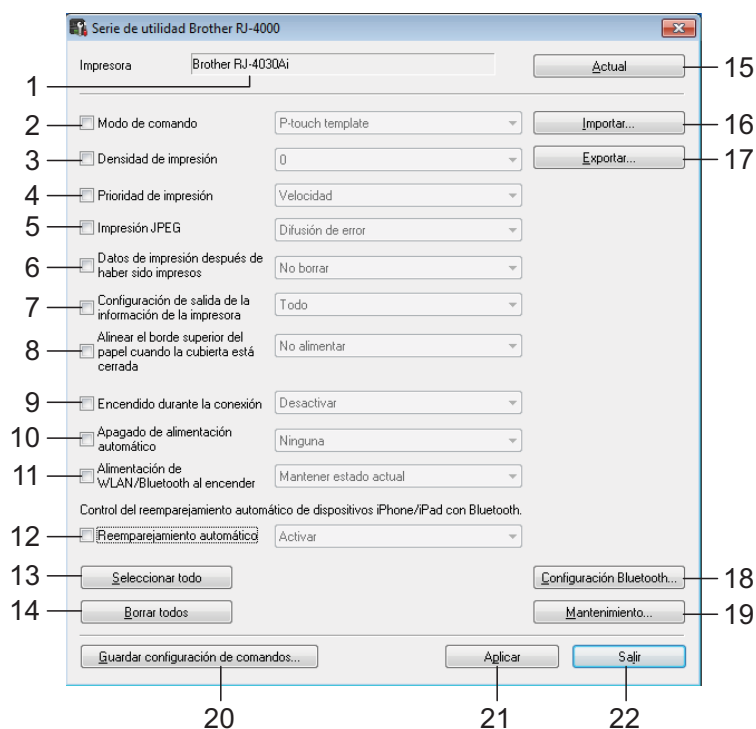 Serie de utilidad Brother RJ-4000
Impresora
Brother RJ-4030Ai
Actual
1
15
2
Modo de comando
P-touch template
Importar...
16
3
Densidad de impresión
0
Exportar...
17
4
Prioridad de impresión
Velocidad
5
Impresión JPEG
Difusión de error
6
Datos de impresión después de
haber sido impresos
No borrar
7
Configuración de salida de la
información de la impresora
Todo
8
Alinear el borde superior del
papel cuando la cubierta está
cerrada
No alimentar
9
Encendido durante la conexión
Desactivar
10
Apagado de alimentación
automático
Ninguna
11
Alimentación de
WLAN/Bluetooth al encender
Mantener estado actual
Control del reemparejamiento automático de dispositivos iPhone/iPad con Bluetooth.
12
Reemparejamiento automático
Activar
13
Seleccionar todo
Configuración Bluetooth...
18
14
Borrar todos
Mantenimiento...
19
Guardar configuración de comandos...
Aplicar
Salir
20
21
22